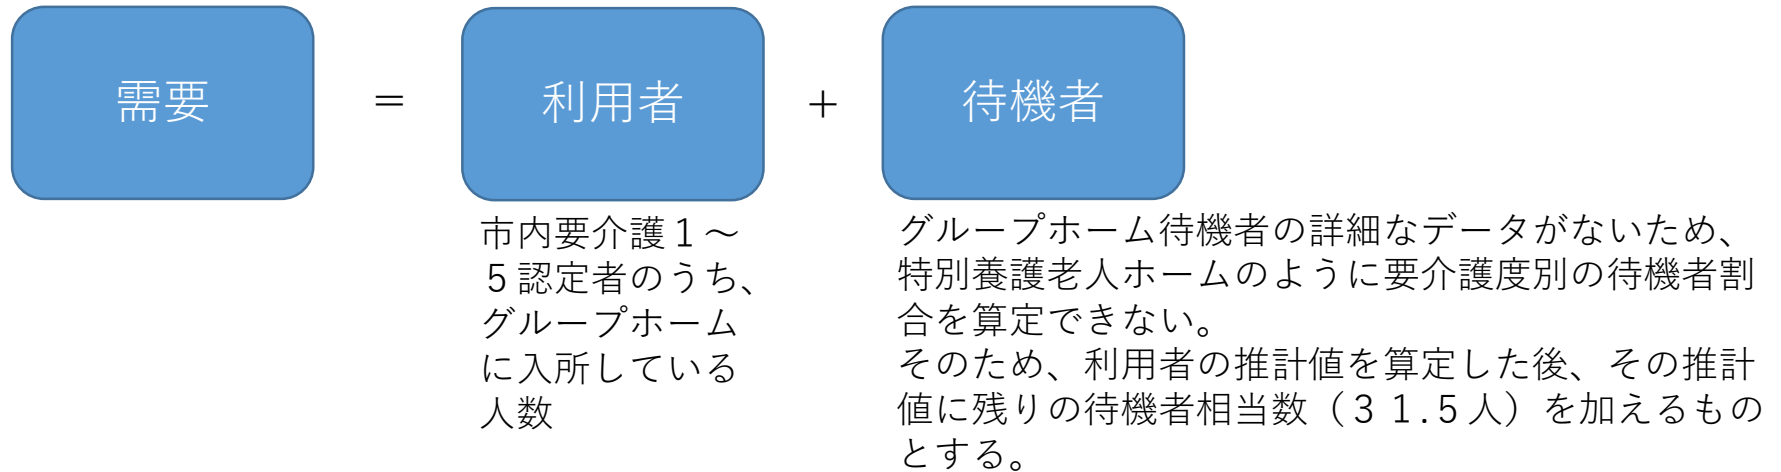 需要 ＝ 利用者 ＋ 待機者
市内要介護１～
５認定者のうち、
グループホーム
に入所している
人数
グループホーム待機者の詳細なデータがないため、
特別養護老人ホームのように要介護度別の待機者割
合を算定できない。
そのため、利用者の推計値を算定した後、その推計
値に残りの待機者相当数（３１.５人）を加えるもの
とする。